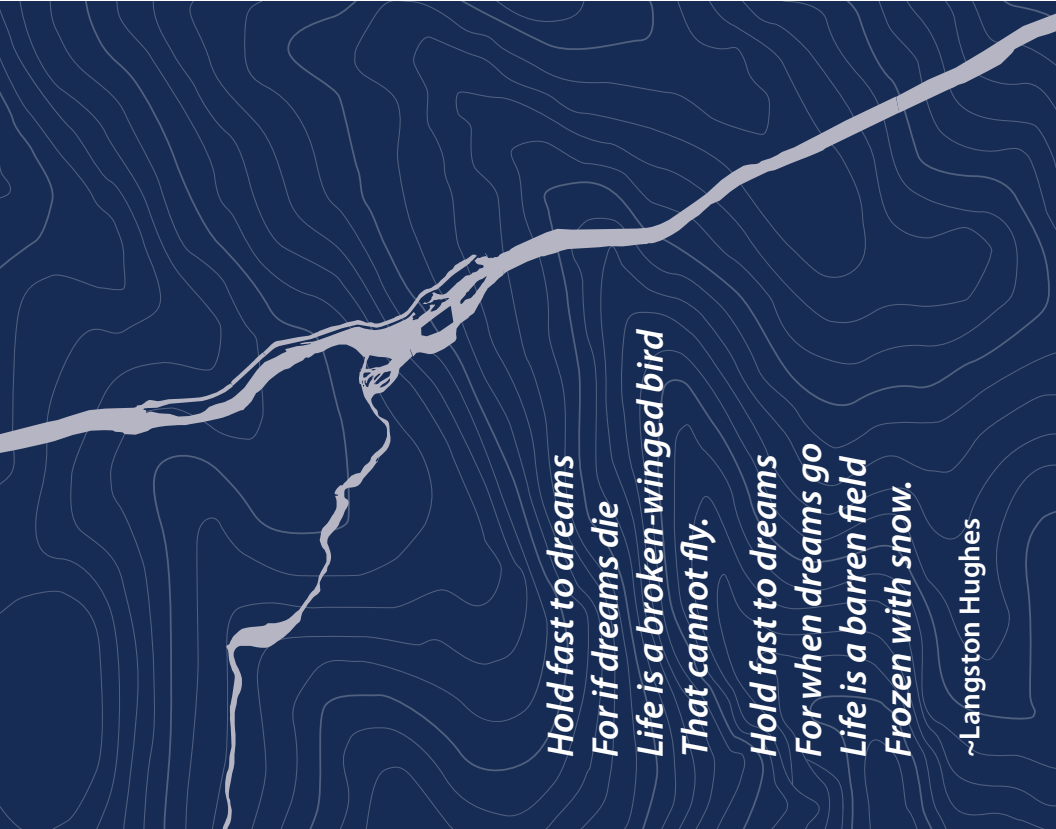 Hold fast to dreams
For if dreams die
Life is a broken-winged bird
That cannot fly.
Hold fast to dreams
For when dreams go
Life is a barren field
Frozen with snow.
~Langston Hughes